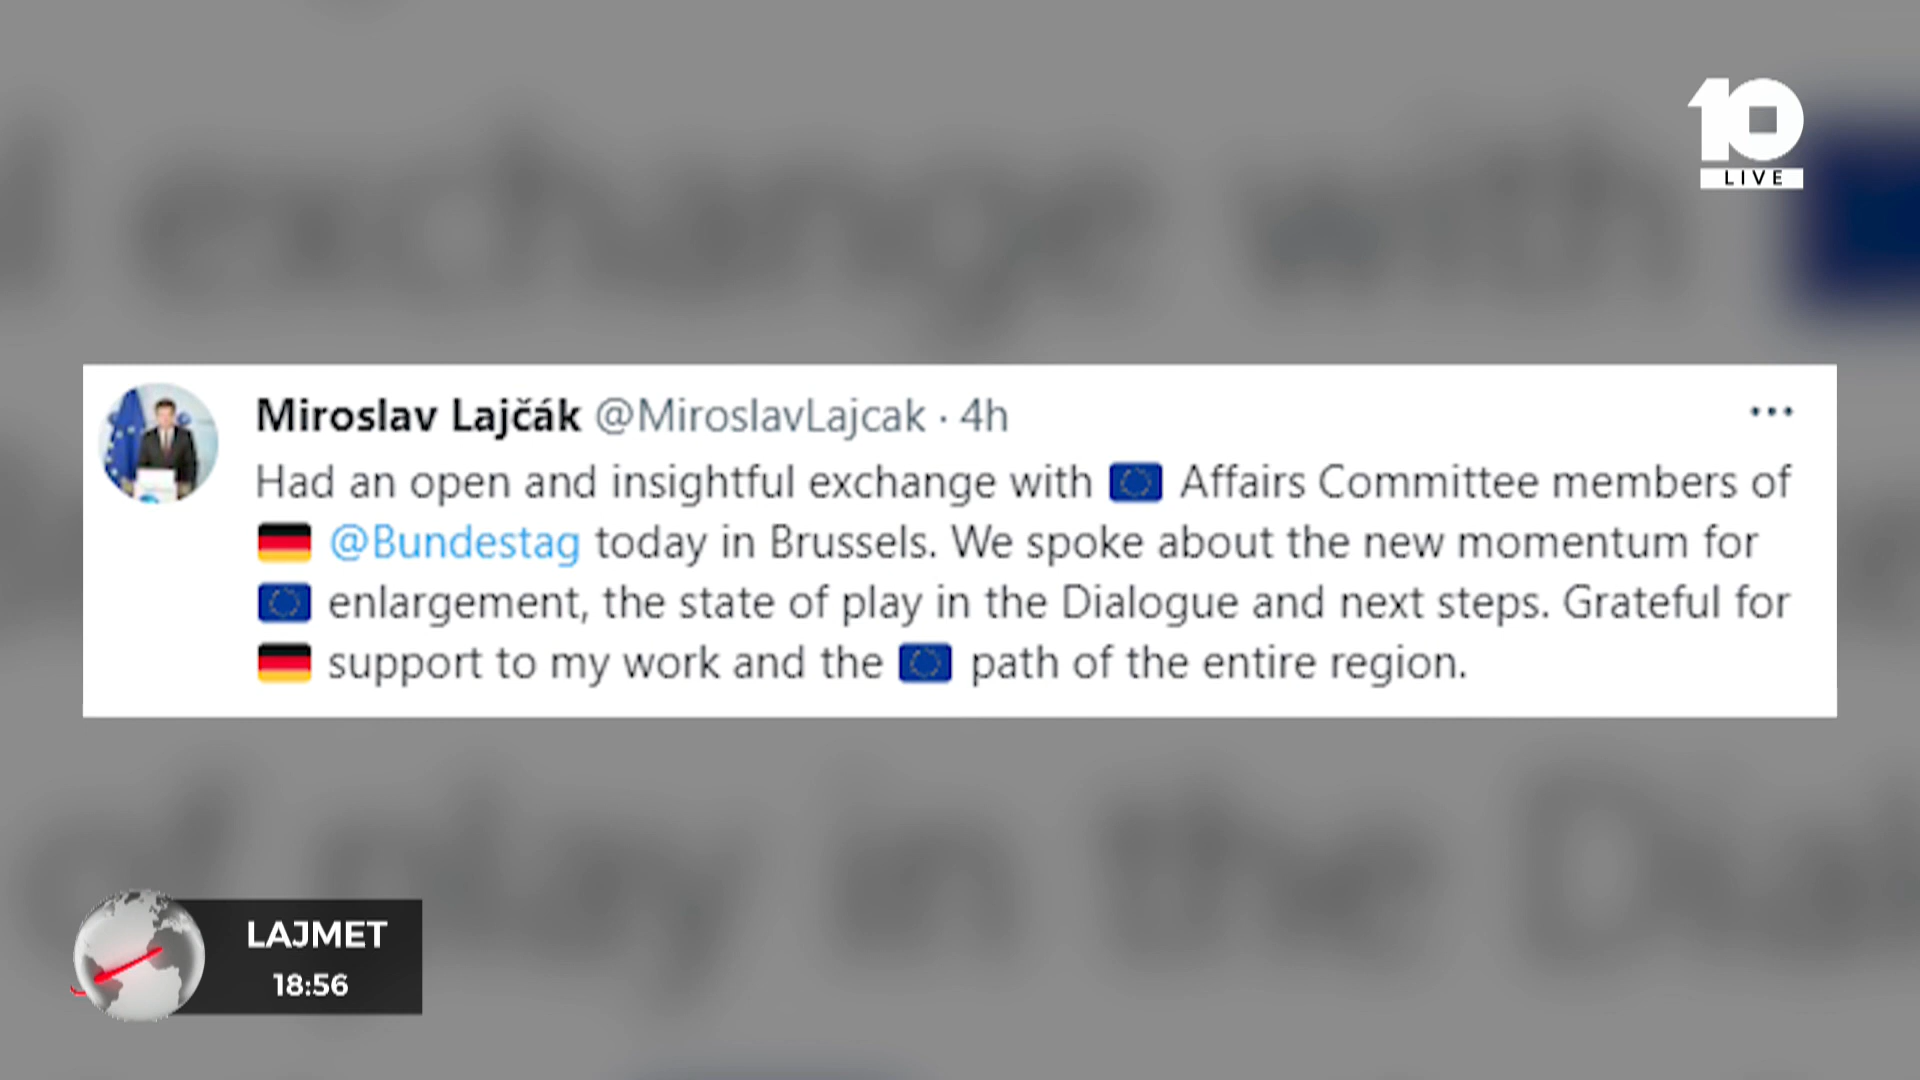 10
LIVE
Miroslav Lajčák @MiroslavLajcak · 4h
Had an open and insightful exchange with 🇪🇺 Affairs Committee members of
🇩🇪 @Bundestag today in Brussels. We spoke about the new momentum for
🇪🇺 enlargement, the state of play in the Dialogue and next steps. Grateful for
🇩🇪 support to my work and the 🇪🇺 path of the entire region.
LAJMET
18:56